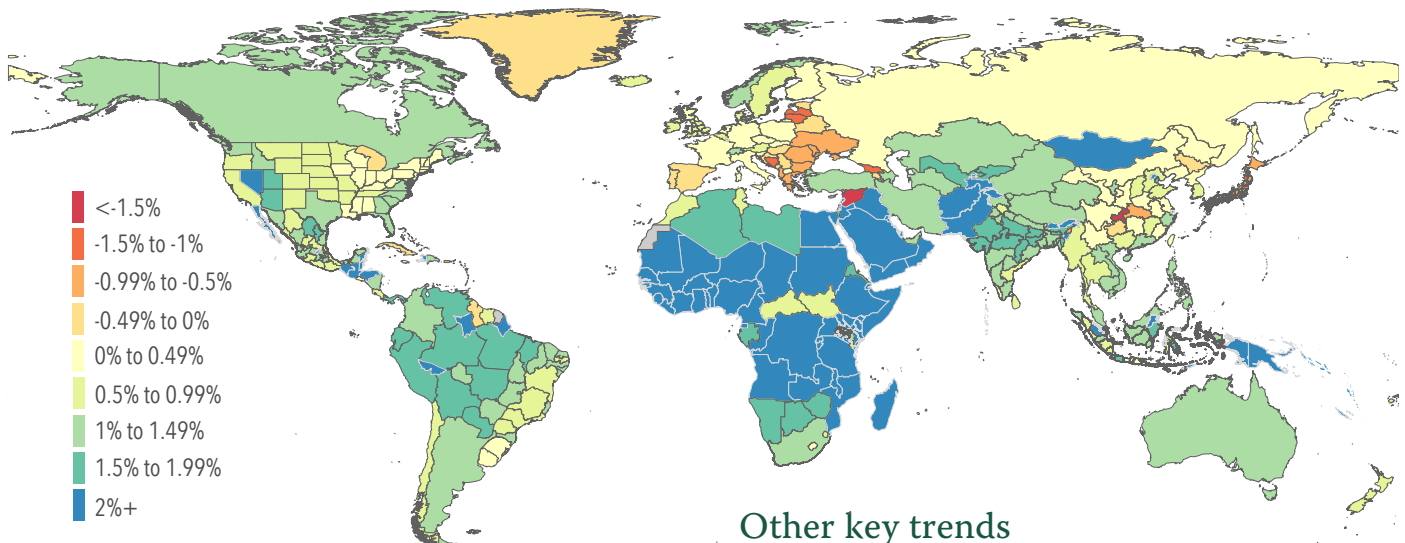 <-1.5%
-1.5% to -1%
-0.99% to -0.5%
-0.49% to 0%
0% to 0.49%
0.5% to 0.99%
1% to 1.49%
1.5% to 1.99%
2%+
Other key trends